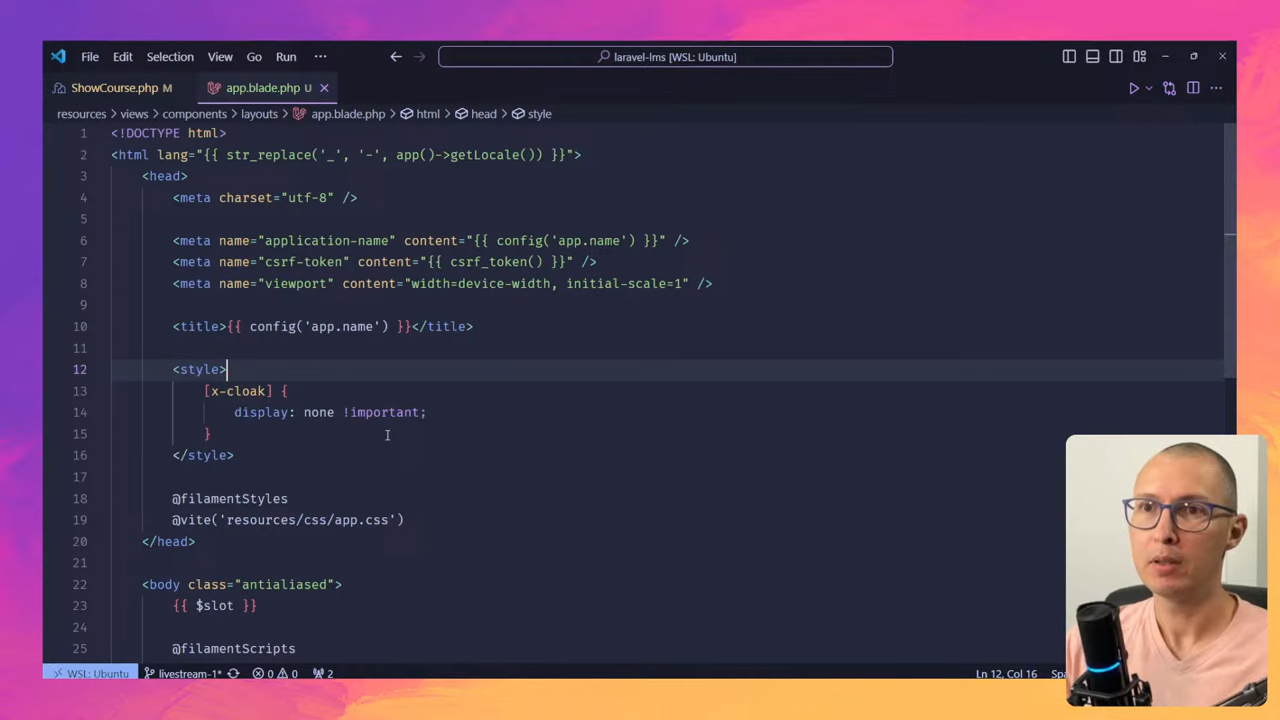 File Edit Selection View Go Run ··· laravel-lms [WSL: Ubuntu]
ShowCourse.php M app.blade.php U
resources > views > components > layouts > app.blade.php > html > head > style
1 <!DOCTYPE html>
2 <html lang="{{ str_replace('_', '-', app()->getLocale()) }}">
3 <head>
4 <meta charset="utf-8" />
5
6 <meta name="application-name" content="{{ config('app.name') }}" />
7 <meta name="csrf-token" content="{{ csrf_token() }}" />
8 <meta name="viewport" content="width=device-width, initial-scale=1" />
9
10 <title>{{ config('app.name') }}</title>
11
12 <style>
13 [x-cloak] {
14 display: none !important;
15 }
16 </style>
17
18 @filamentStyles
19 @vite('resources/css/app.css')
20 </head>
21
22 <body class="antialiased">
23 {{ $slot }}
24
25 @filamentScripts
WSL: Ubuntu livestream-1* 0 0 2 Ln 12, Col 16